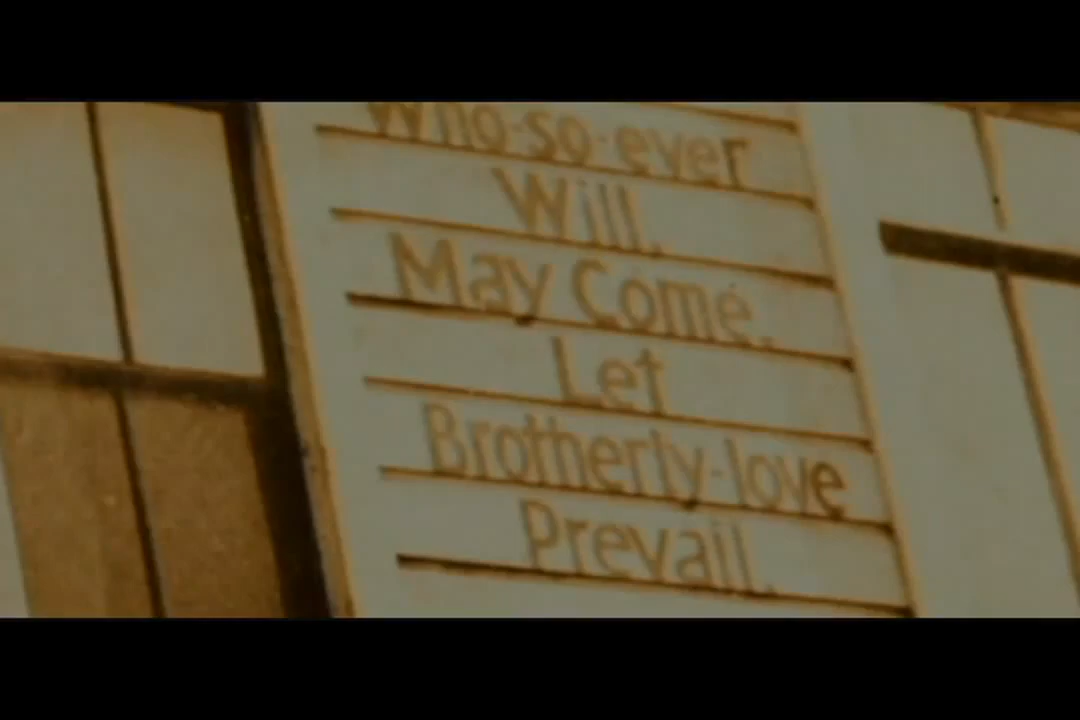 Who-so-ever
Will.
May Come.
Let
Brotherly-love
Prevail.